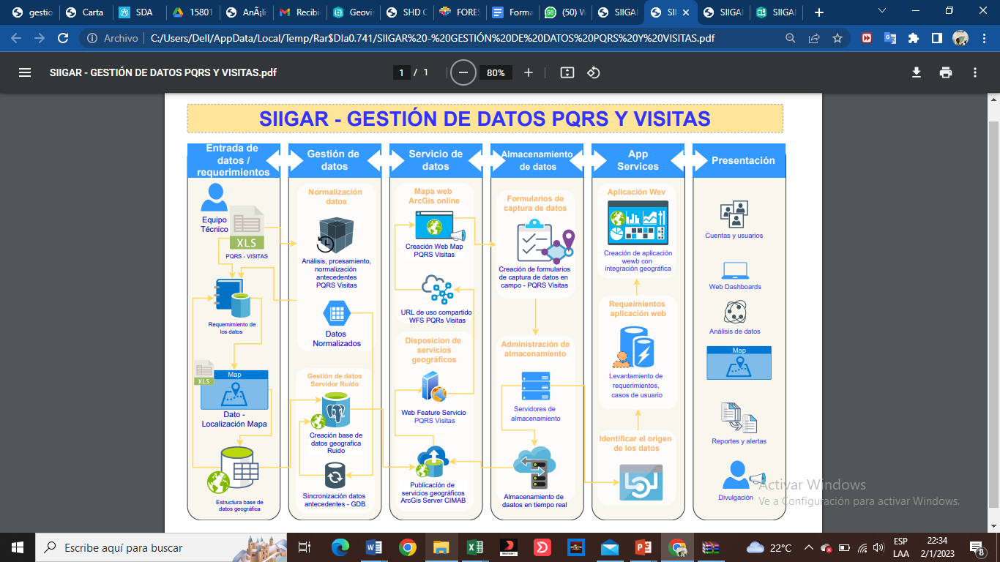 gestio
Carta
SDA
15801
AnÃ¡li
Recibi
Geovis
SHD C
FORES
Forma
(50) W
SIIGAR
SII
SIIGAR
SIIGAR
Archivo
C:/Users/Dell/AppData/Local/Temp/Rar$DIa0.741/SIIGAR%20-%20GESTIÓN%20DE%20DATOS%20PQRS%20Y%20VISITAS.pdf
SIIGAR - GESTIÓN DE DATOS PQRS Y VISITAS.pdf
1 / 1
80%
SIIGAR - GESTIÓN DE DATOS PQRS Y VISITAS
Entrada de
datos /
requerimientos
Equipo
Técnico
XLS
PQRS - VISITAS
Requemimiento de
los datos
XLS
Map
Dato -
Localización Mapa
Estructura base de
datos geográfica
Gestión de
datos
Normalización
datos
Análisis, prcesamiento,
normalización
antecedentes
PQRS Visitas
Datos
Normalizados
Gestión de datos
Servidor Ruido
Creación base de
datos geografica
Ruido
Sincronización datos
antecedentes - GDB
Servicio de
datos
Mapa web
ArcGis online
Creación Web Map
PQRS Visitas
URL de uso compartido
WFS PQRs Visitas
Disposicion de
servicios
geográficos
Web Feature Servicio
PQRS Visitas
Publicación de
servicios geográficos
ArcGis Server CIMAB
Almacenamiento
de datos
Formularios de
captura de datos
Creación de formularios
de captura de datos en
campo - PQRS Visitas
Administración de
almacenamiento
Servidores de
almacenamiento
Almacenamiento de
daatos en tiempo real
App
Services
Aplicación Wev
Creación de aplicación
wewb con
integración geográfica
Requeimientos
aplicación web
Levantamiento de
requerimientos,
casos de usuario
Identificar el origen
de los datos
Presentación
Cuentas y usuarios
Web Dashboards
Análisis de datos
Map
Reportes y alertas
Divulgación
Activar Windows
Ve a Configuración para activar Windows.
Escribe aquí para buscar
22°C
ESP
LAA
22:34
2/1/2023
8